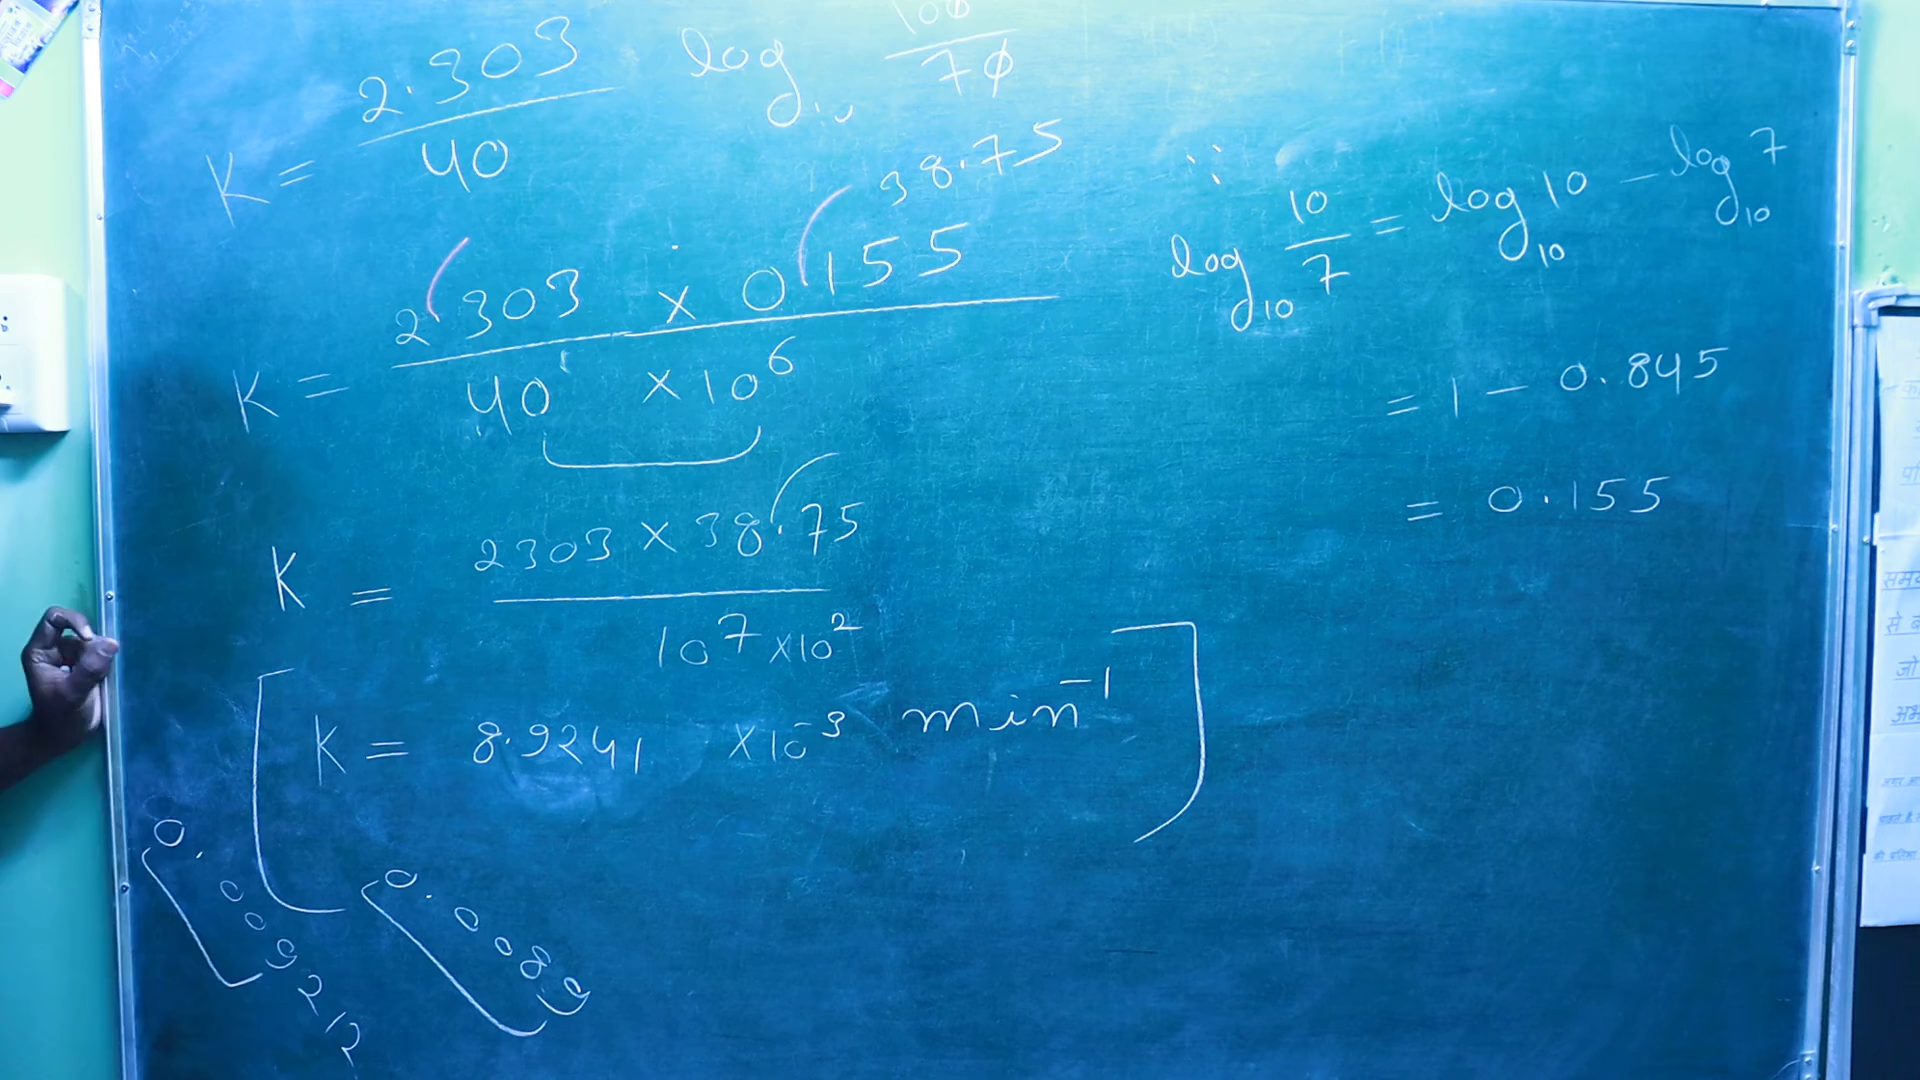 K = 2.303 / 40 log₁₀ 100 / 70
38.75
K = 2.303 × 0.155 / 40 × 10⁶
K = 2303 × 38.75 / 10⁷ × 10²
K = 8.9241 × 10⁻³ min⁻¹
0.0089
∵
log₁₀ 10 / 7 = log₁₀ 10 − log₁₀ 7
= 1 − 0.845
= 0.155
से
जो